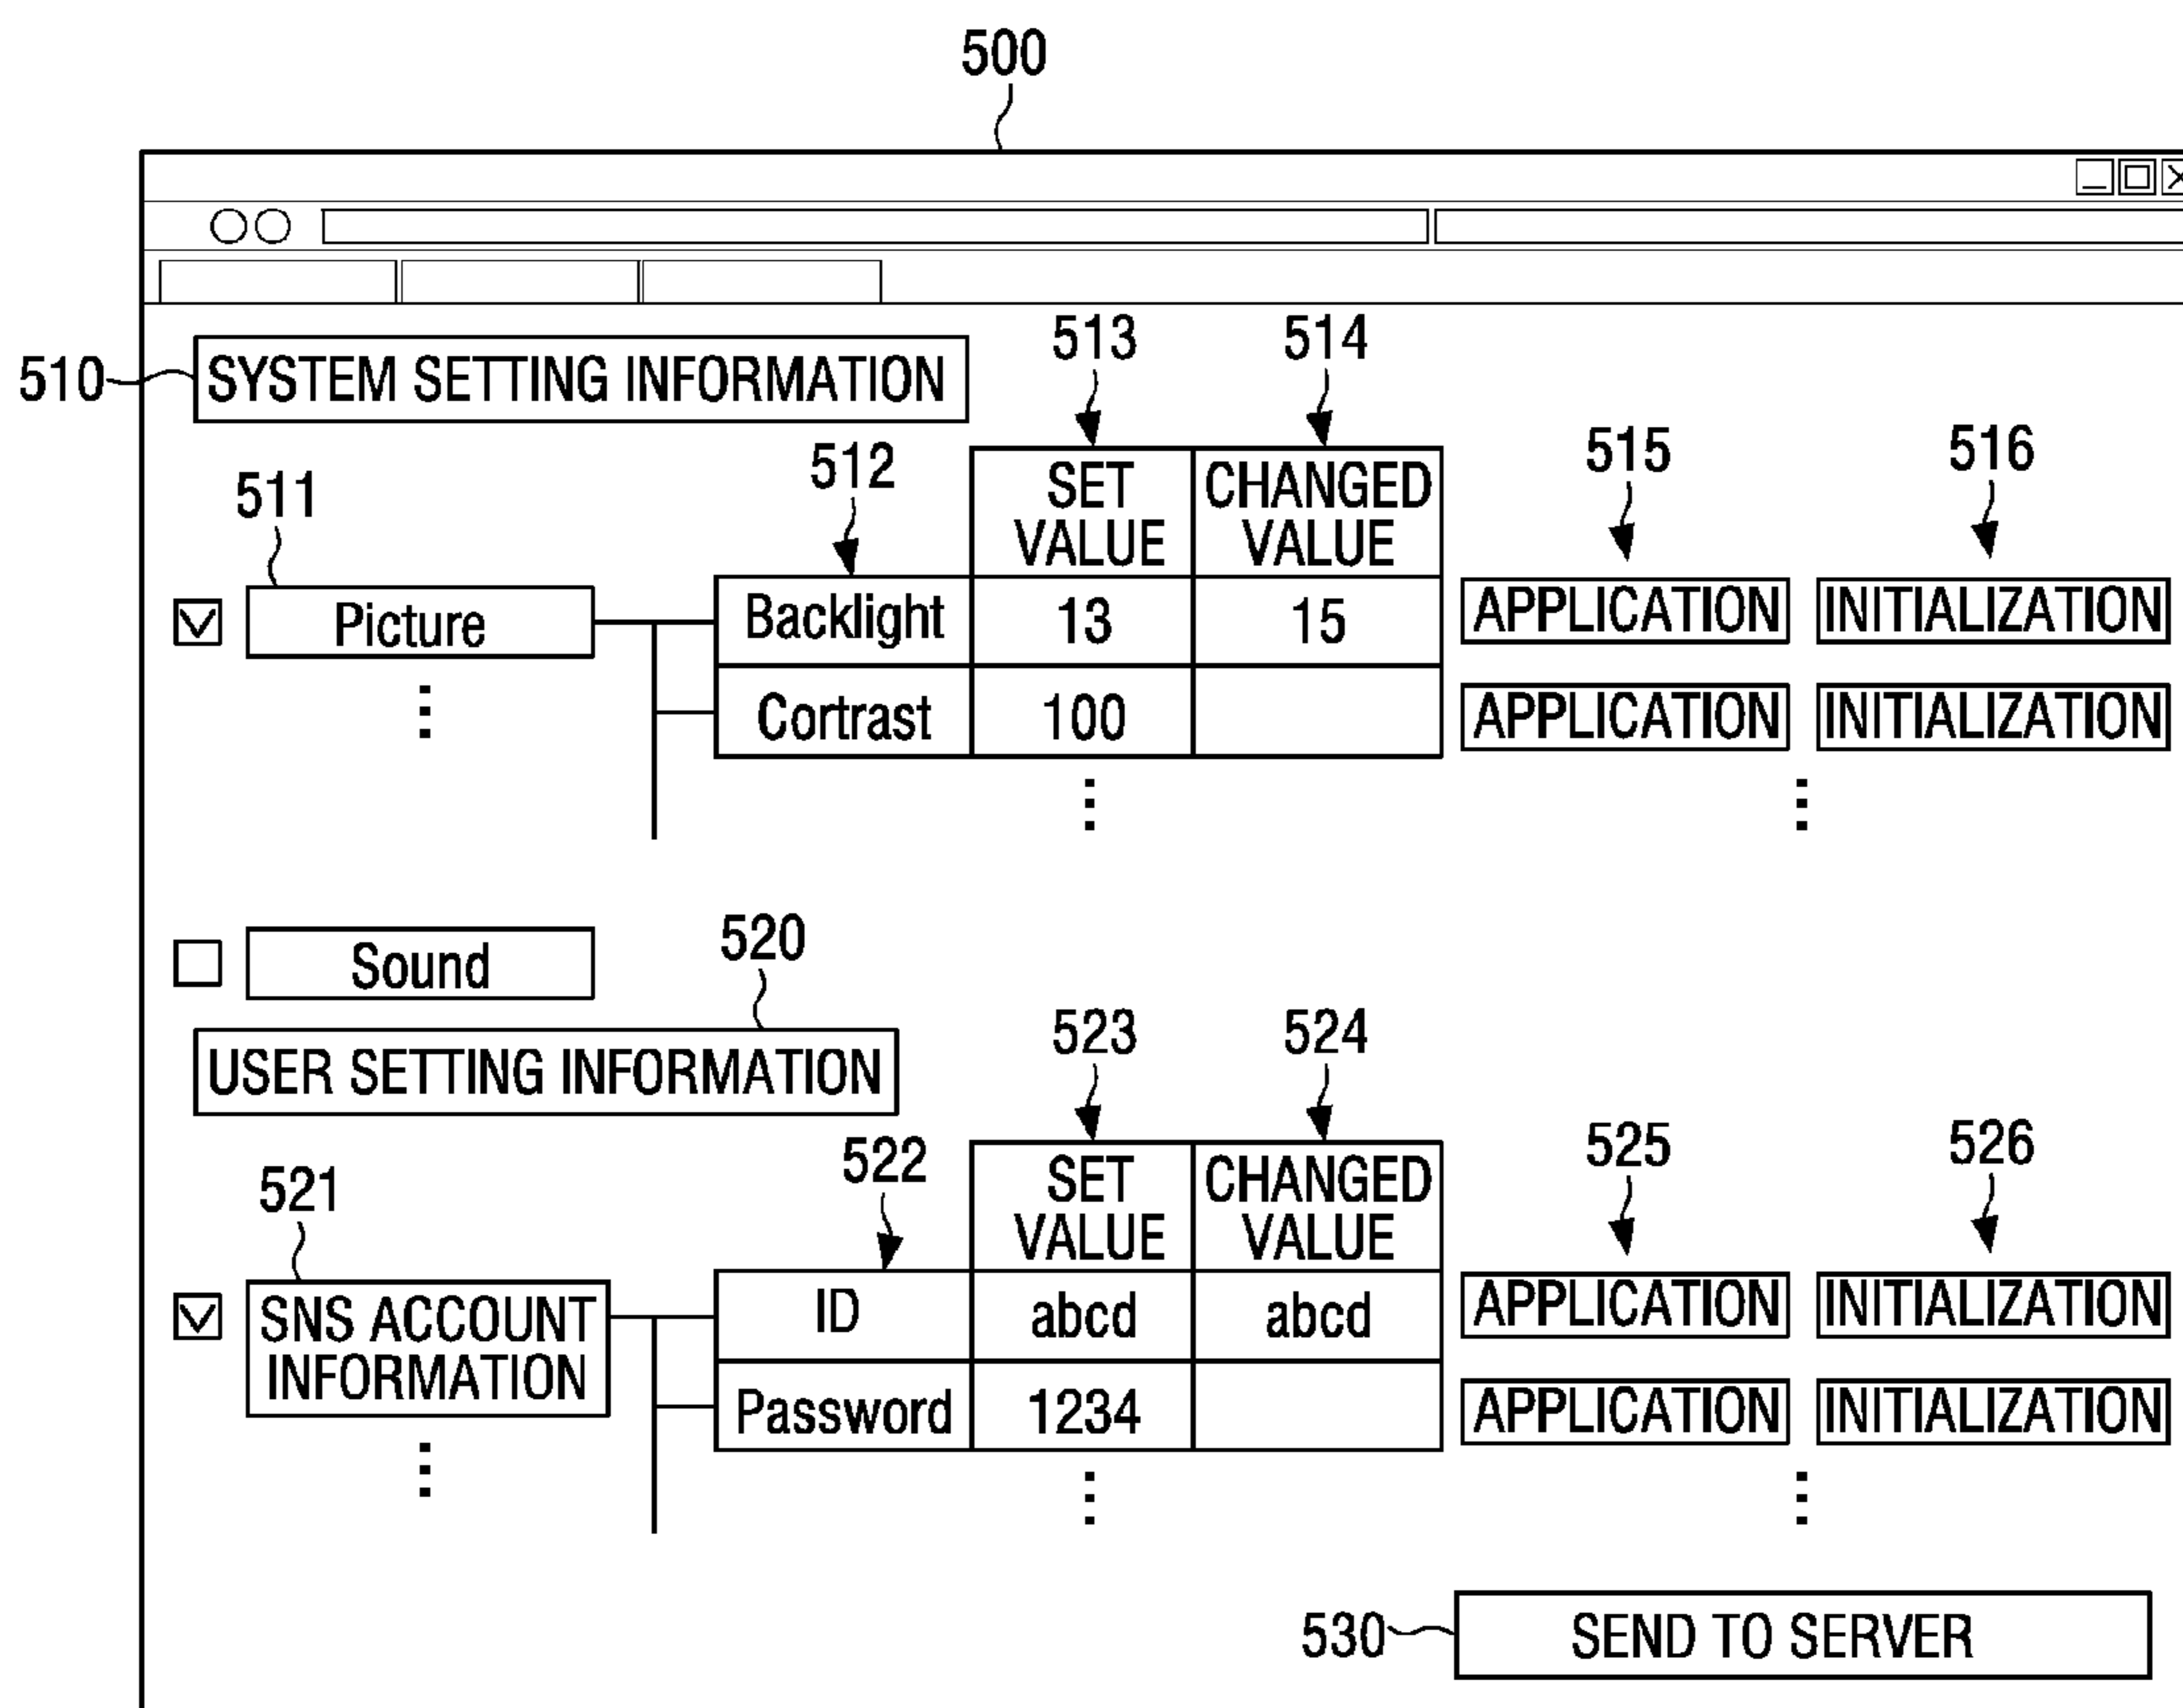 500
513 514
510 SYSTEM SETTING INFORMATION
511 512 515 516
SET CHANGED
VALUE VALUE
Picture Backlight 13 15 APPLICATION INITIALIZATION
Cortrast 100 APPLICATION INITIALIZATION
Sound 520
USER SETTING INFORMATION 523 524
521 522 525 526
SET CHANGED
VALUE VALUE
SNS ACCOUNT ID abcd abcd APPLICATION INITIALIZATION
INFORMATION Password 1234 APPLICATION INITIALIZATION
530 SEND TO SERVER